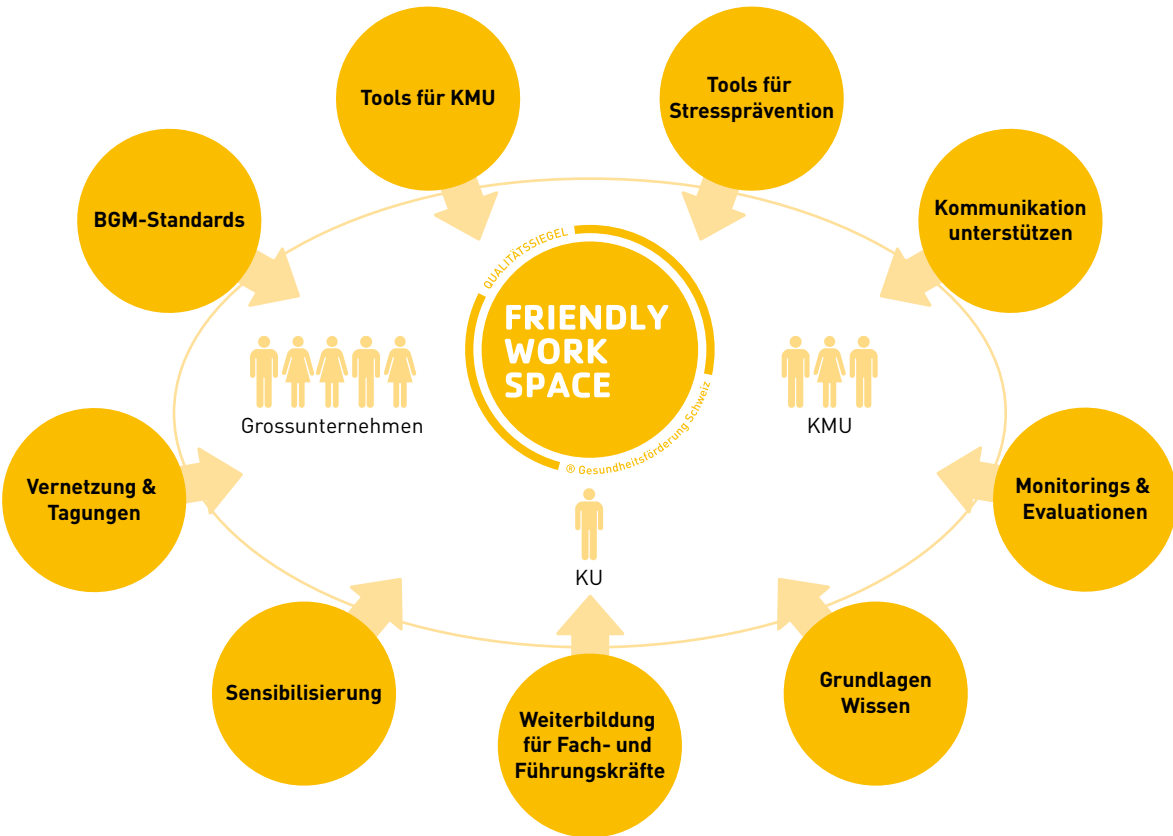 Tools für KMU
Tools für
Stressprävention
BGM-Standards
Kommunikation
unterstützen
QUALITÄTSSIEGEL
FRIENDLY
WORK
SPACE
® Gesundheitsförderung Schweiz
Grossunternehmen
KMU
Vernetzung &
Tagungen
Monitorings &
Evaluationen
KU
Sensibilisierung
Weiterbildung
für Fach- und
Führungskräfte
Grundlagen
Wissen